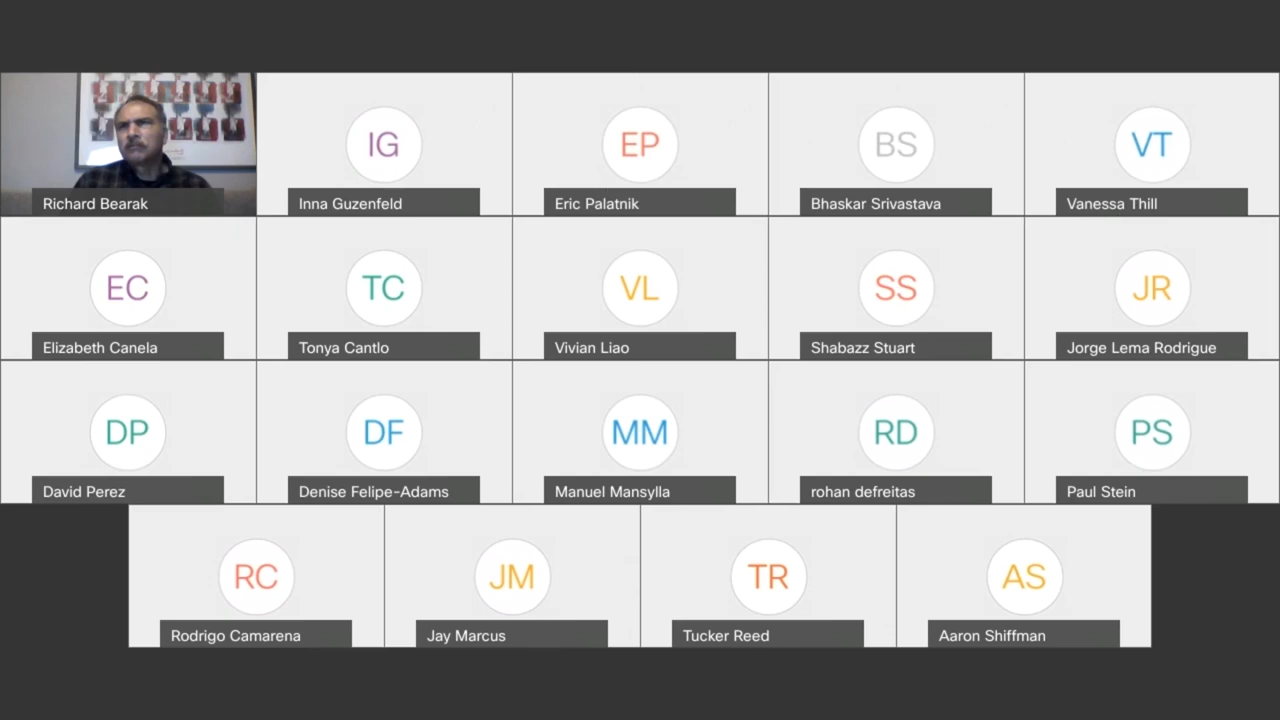 Richard Bearak
IG
Inna Guzenfeld
EP
Eric Palatnik
BS
Bhaskar Srivastava
VT
Vanessa Thill
EC
Elizabeth Canela
TC
Tonya Cantlo
VL
Vivian Liao
SS
Shabazz Stuart
JR
Jorge Lema Rodrigue
DP
David Perez
DF
Denise Felipe-Adams
MM
Manuel Mansylla
RD
rohan defreitas
PS
Paul Stein
RC
Rodrigo Camarena
JM
Jay Marcus
TR
Tucker Reed
AS
Aaron Shiffman